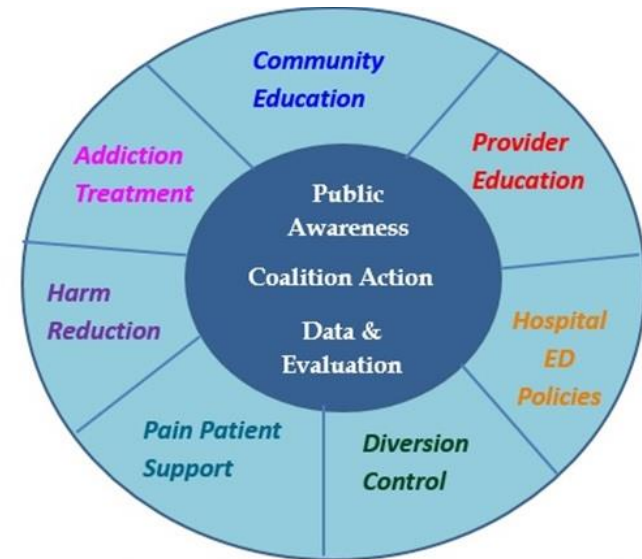 Community
Education
Provider
Education
Hospital
ED
Policies
Diversion
Control
Pain Patient
Support
Harm
Reduction
Addiction
Treatment
Public
Awareness
Coalition Action
Data &
Evaluation